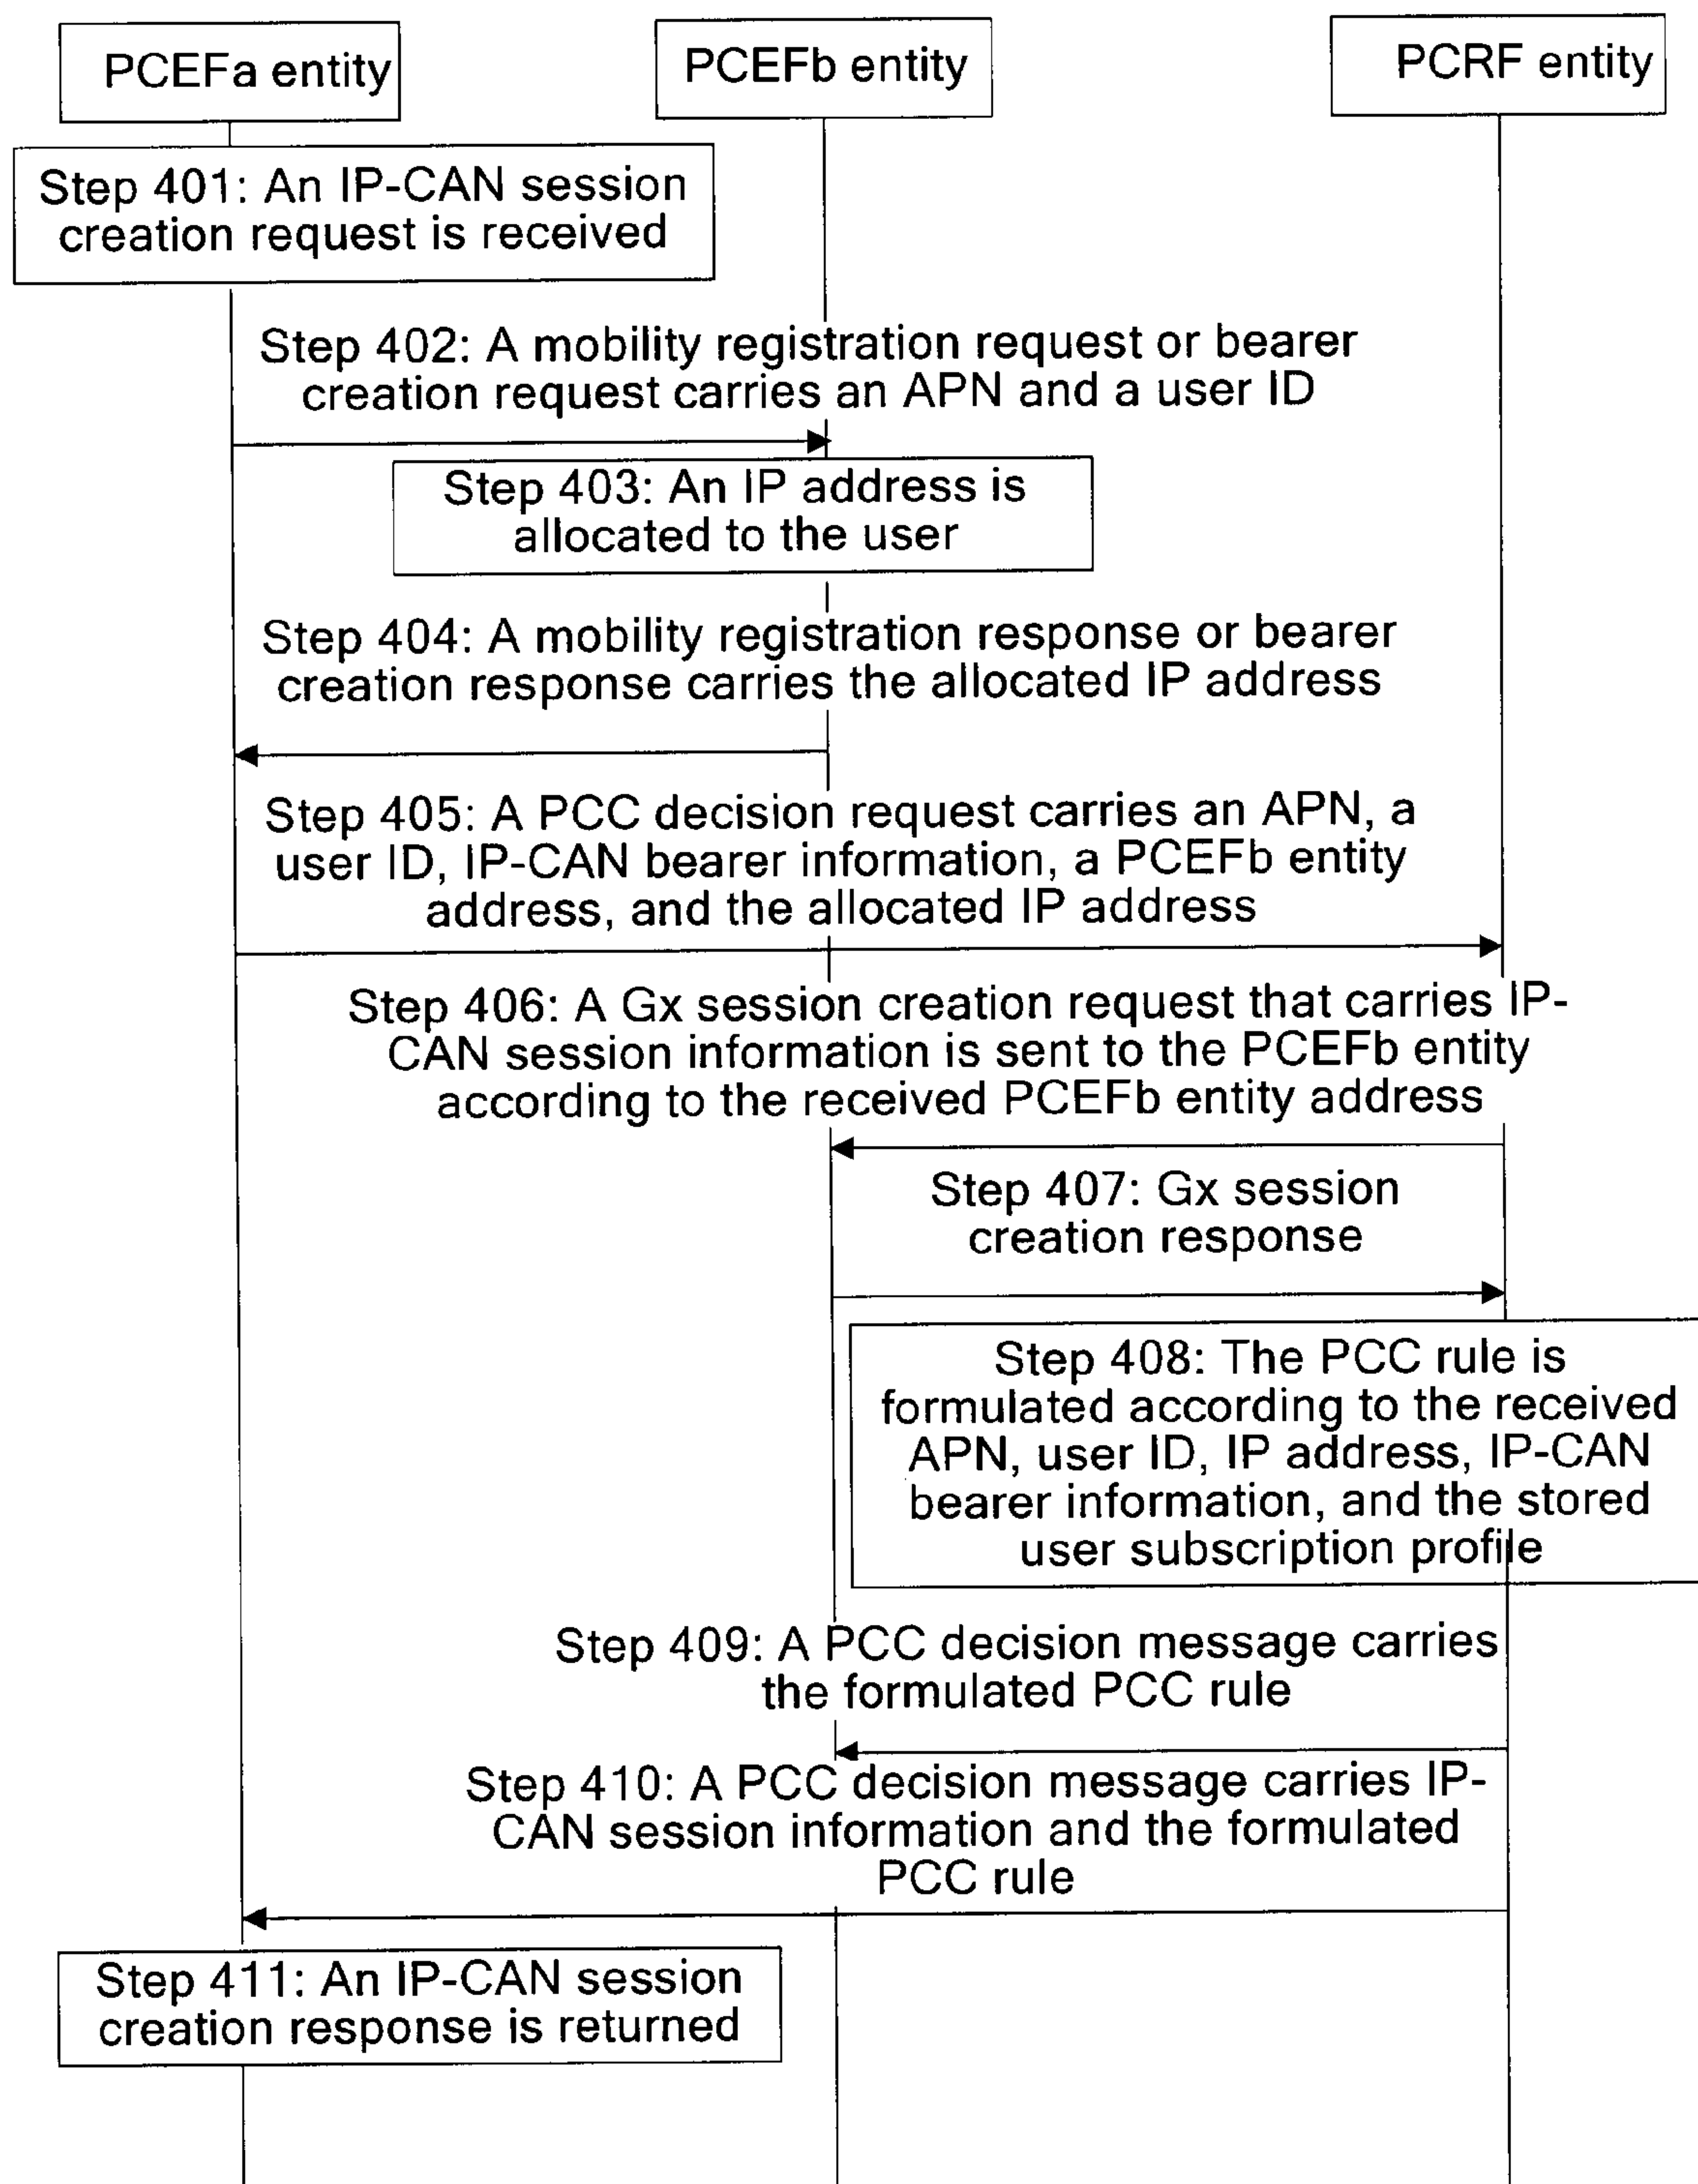 PCEFa entity
PCEFb entity
PCRF entity
Step 401: An IP-CAN session
creation request is received
Step 402: A mobility registration request or bearer
creation request carries an APN and a user ID
Step 403: An IP address is
allocated to the user
Step 404: A mobility registration response or bearer
creation response carries the allocated IP address
Step 405: A PCC decision request carries an APN, a
user ID, IP-CAN bearer information, a PCEFb entity
address, and the allocated IP address
Step 406: A Gx session creation request that carries IP-
CAN session information is sent to the PCEFb entity
according to the received PCEFb entity address
Step 407: Gx session
creation response
Step 408: The PCC rule is
formulated according to the received
APN, user ID, IP address, IP-CAN
bearer information, and the stored
user subscription profile
Step 409: A PCC decision message carries
the formulated PCC rule
Step 410: A PCC decision message carries IP-
CAN session information and the formulated
PCC rule
Step 411: An IP-CAN session
creation response is returned